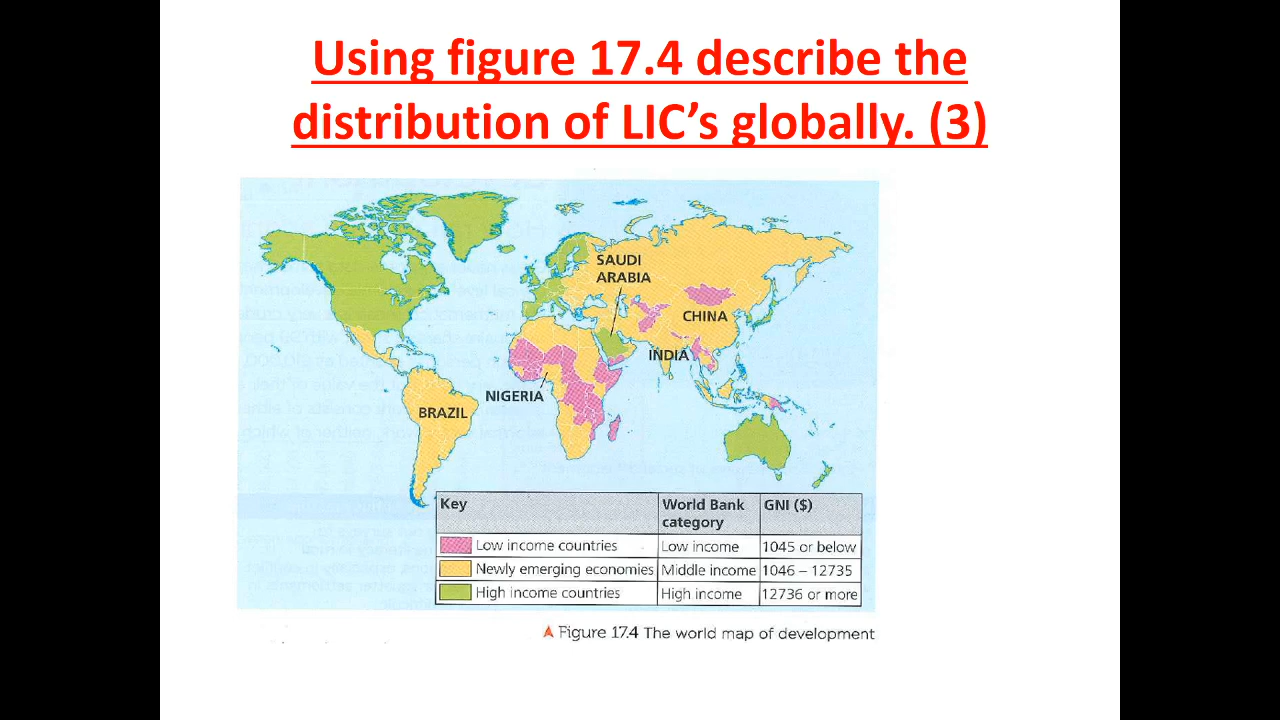 Using figure 17.4 describe the
distribution of LIC’s globally. (3)
SAUDI
ARABIA
CHINA
INDIA
NIGERIA
BRAZIL
Key
World Bank
category
GNI ($)
Low income countries
Low income
1045 or below
Newly emerging economies
Middle income
1046 – 12735
High income countries
High income
12736 or more
Figure 17.4 The world map of development